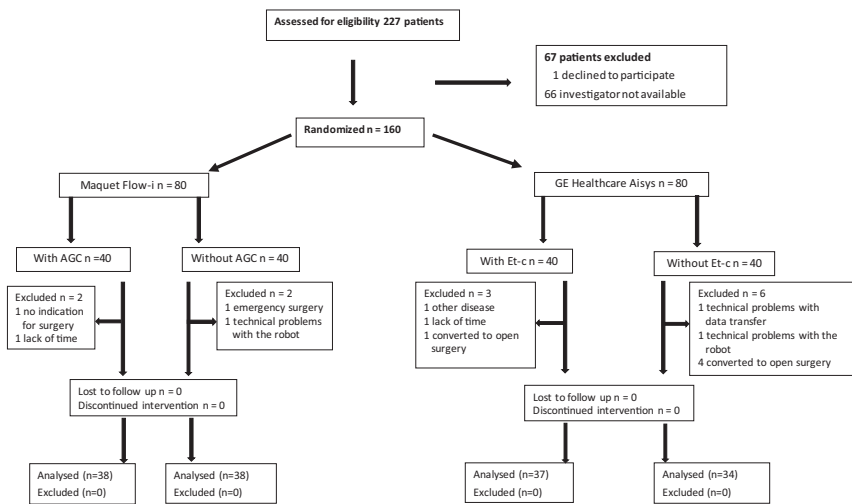 Assessed for eligibility 227 patients
67 patients excluded
1 declined to participate
66 investigator not available
Randomized n = 160
Maquet Flow-i n = 80
GE Healthcare Aisys n = 80
With AGC n =40
Without AGC n = 40
With Et-c n = 40
Without Et-c n = 40
Excluded n = 2
1 no indication
for surgery
1 lack of time
Excluded n = 2
1 emergency surgery
1 technical problems
with the robot
Excluded n = 3
1 other disease
1 lack of time
1 converted to open
surgery
Excluded n = 6
1 technical problems with
data transfer
1 technical problems with the
robot
4 converted to open surgery
Lost to follow up n = 0
Discontinued intervention n = 0
Lost to follow up n = 0
Discontinued intervention n = 0
Analysed (n=38)
Excluded (n=0)
Analysed (n=38)
Excluded (n=0)
Analysed (n=37)
Excluded (n=0)
Analysed (n=34)
Excluded (n=0)